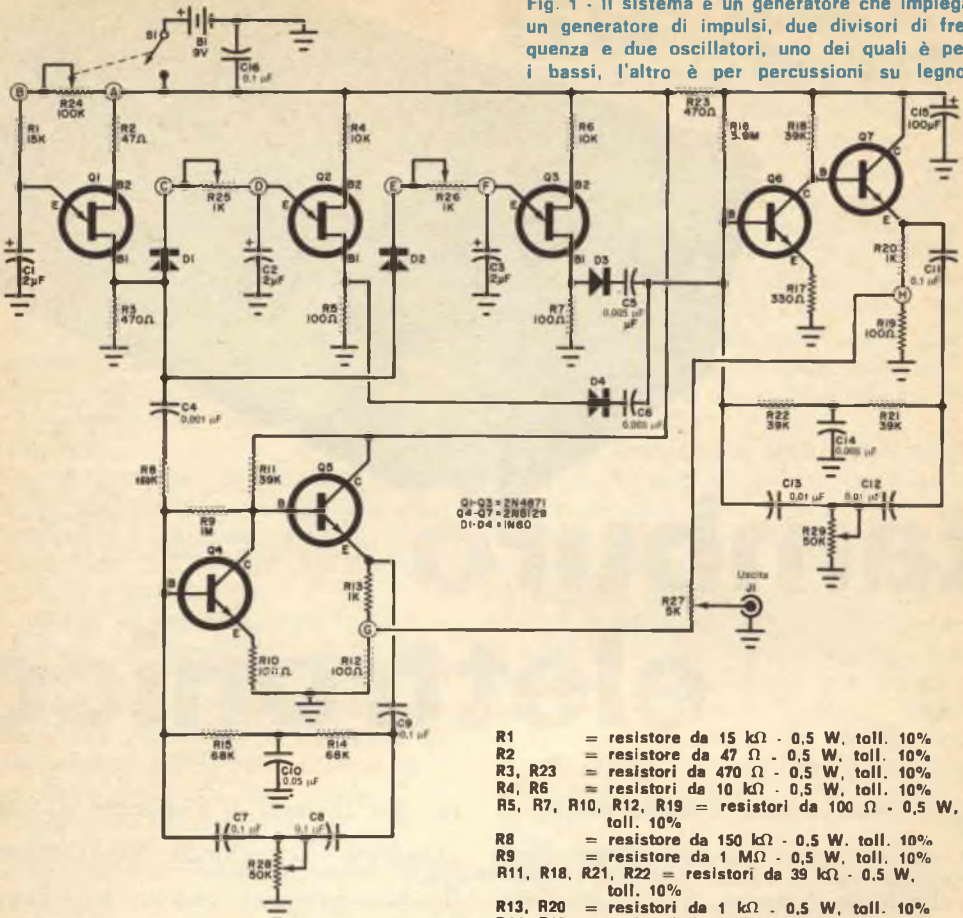 Fig. 1 - Il sistema è un generatore che impiega
un generatore di impulsi, due divisori di fre-
quenza e due oscillatori, uno dei quali è pe
i bassi, l'altro è per percussioni su legno
S1
B1
9V
C16
0,1 µF
B
R24
100K
A
R1
15K
R2
47Ω
R4
10K
R6
10K
R23
470Ω
R16
3.9M
R18
39K
Q7
C15
100µF
Q1
B2
E
B1
C
R25
1K
D
Q2
B2
E
B1
E
R26
1K
F
Q3
B2
E
B1
Q6
B
C
E
B
C
E
C1
2µF
D1
C2
2µF
D2
C3
2µF
D3
C5
0,005 µF
µF
R17
330Ω
R20
1K
C11
0,1 µF
H
R19
100Ω
R3
470Ω
R5
100Ω
R7
100Ω
D4
C6
0,005 µF
C4
0,001 µF
R22
39K
R21
39K
C14
0,005 µF
R8
R11
39K
Q5
B
C
E
Q1-Q3 = 2N4871
Q4-Q7 = 2N5129
D1-D4 = 1N60
C13
0,01 µF
C12
0,01 µF
R29
50K
R9
1M
Q4
B
C
E
R13
1K
G
R27
5K
Uscita
J1
R10
100Ω
R12
100Ω
C9
0,1 µF
R15
68K
R14
68K
C10
0,05 µF
C7
0,1 µF
C8
0,1 µF
R28
50K
R1 = resistore da 15 kΩ - 0,5 W, toll. 10%
R2 = resistore da 47 Ω - 0,5 W, toll. 10%
R3, R23 = resistori da 470 Ω - 0,5 W, toll. 10%
R4, R6 = resistori da 10 kΩ - 0,5 W, toll. 10%
R5, R7, R10, R12, R19 = resistori da 100 Ω - 0,5 W,
toll. 10%
R8 = resistore da 150 kΩ - 0,5 W. toll. 10%
R9 = resistore da 1 MΩ - 0,5 W, toll. 10%
R11, R18, R21, R22 = resistori da 39 kΩ - 0,5 W,
toll. 10%
R13, R20 = resistori da 1 kΩ - 0,5 W, toll. 10%